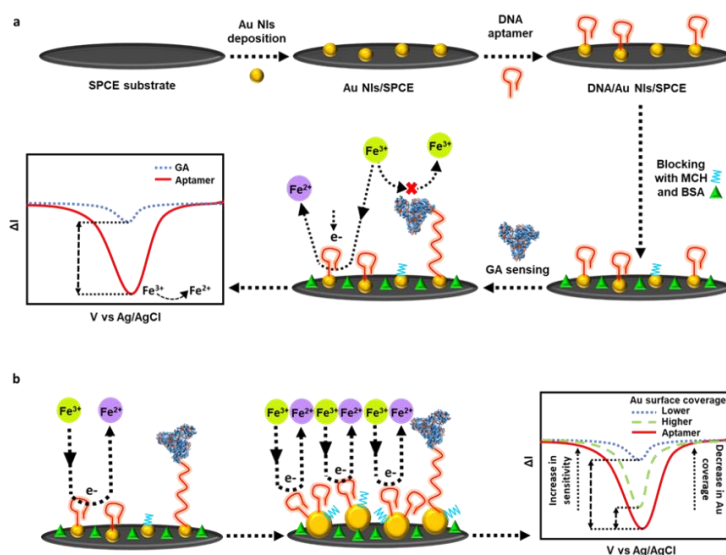 a
Au NIs
deposition
DNA
aptamer
SPCE substrate
Au NIs/SPCE
DNA/Au NIs/SPCE
GA
Aptamer
ΔI
Fe³⁺
Fe²⁺
V vs Ag/AgCl
Fe²⁺
Fe³⁺
Fe³⁺
e-
GA sensing
Blocking
with MCH
and BSA
b
Fe³⁺
Fe²⁺
e-
Fe³⁺
Fe²⁺
Fe³⁺
Fe²⁺
Fe³⁺
Fe²⁺
e-
e-
e-
Au surface coverage
Lower
Higher
Aptamer
ΔI
Increase in
sensitivity
Decrease in Au
coverage
V vs Ag/AgCl